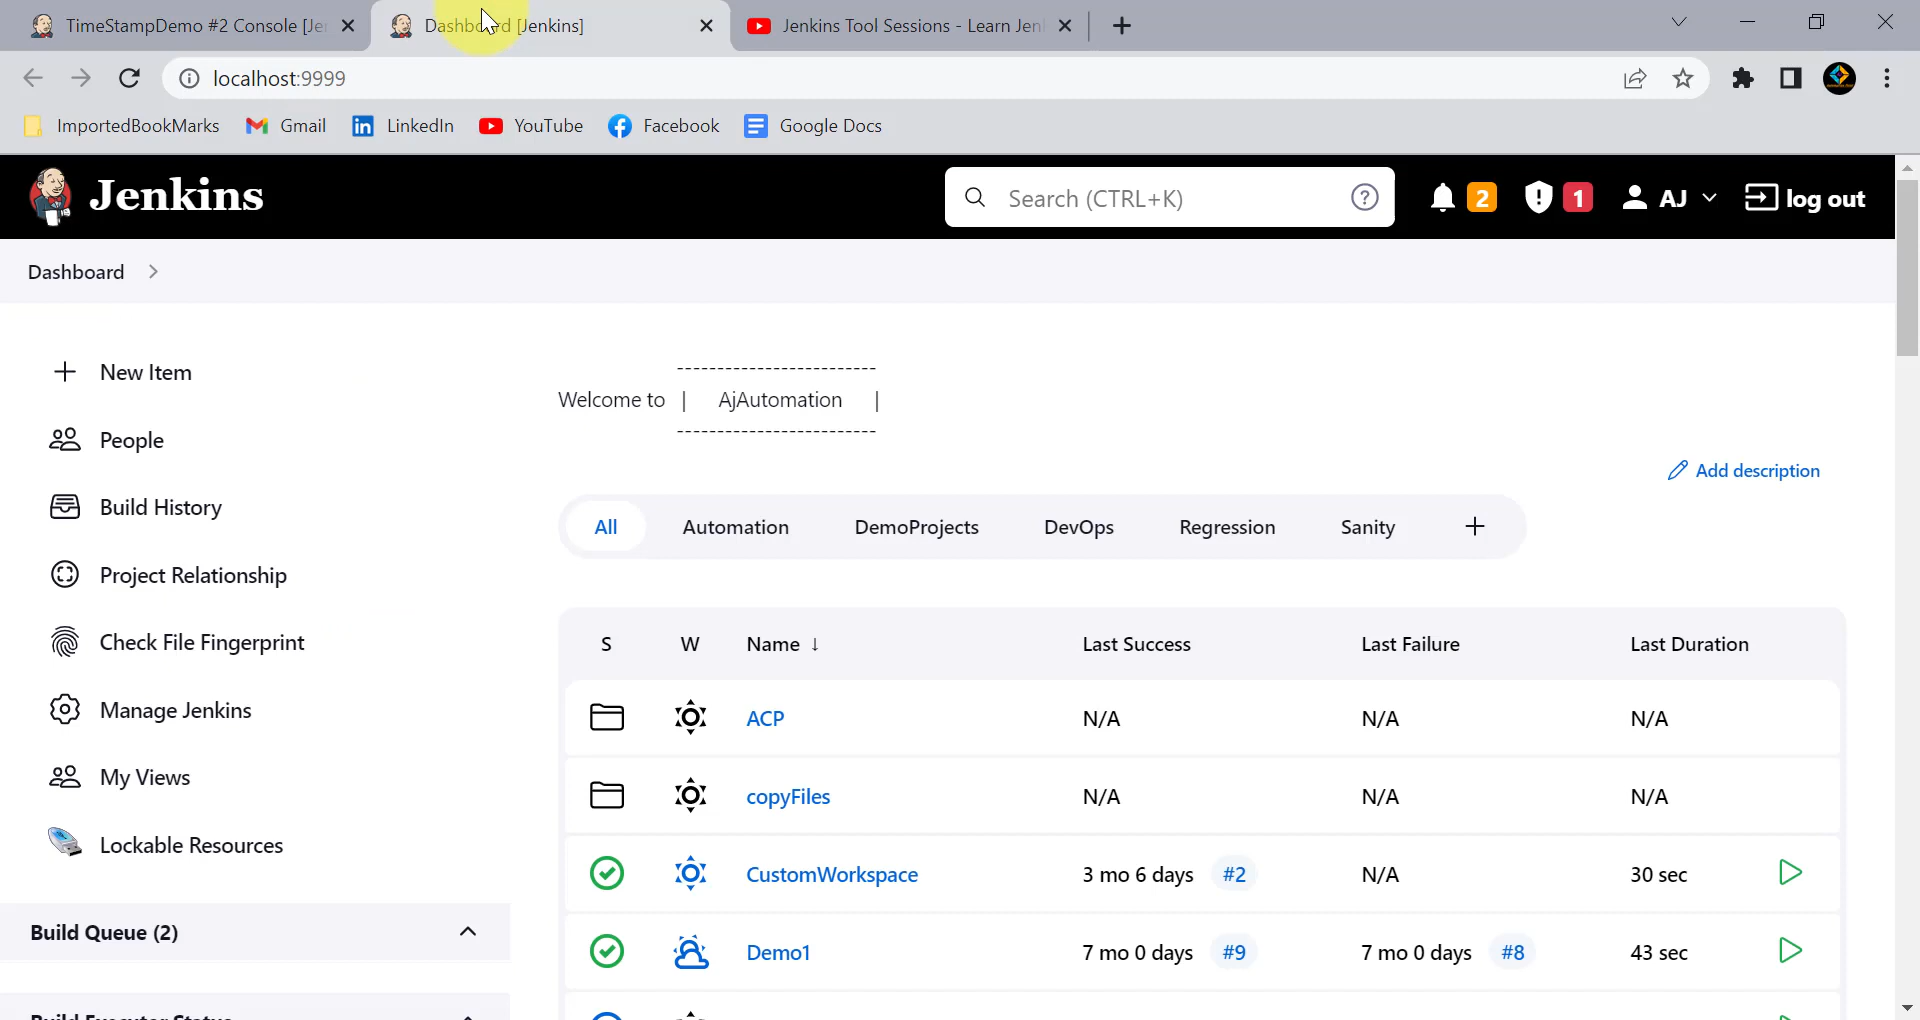 TimeStampDemo #2 Console [Je
Dashb d [Jenkins]
Jenkins Tool Sessions - Learn Jen
localhost:9999
ImportedBookMarks
Gmail
LinkedIn
YouTube
Facebook
Google Docs
Jenkins
Search (CTRL+K)
2
1
AJ
log out
Dashboard
New Item
People
Build History
Project Relationship
Check File Fingerprint
Manage Jenkins
My Views
Lockable Resources
Build Queue (2)
-------------------------
Welcome to | AjAutomation |
-------------------------
Add description
All Automation DemoProjects DevOps Regression Sanity +
S W Name ↓ Last Success Last Failure Last Duration
ACP N/A N/A N/A
copyFiles N/A N/A N/A
CustomWorkspace 3 mo 6 days #2 N/A 30 sec
Demo1 7 mo 0 days #9 7 mo 0 days #8 43 sec